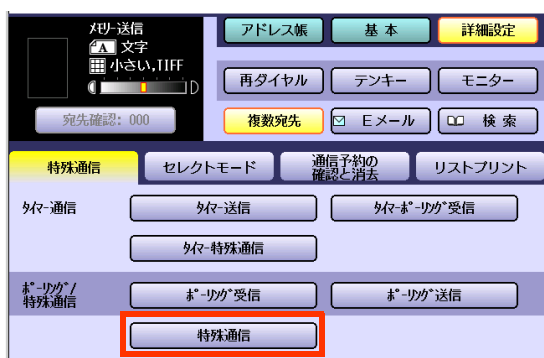 ﾒﾓﾘｰ送信
A 文字
小さい,TIFF
D
宛先確認: 000
アドレス帳
基 本
詳細設定
再ダイヤル
テンキー
モニター
複数宛先
Eメール
検 索
特殊通信
セレクトモード
通信予約の
確認と消去
リストプリント
ﾀｲﾏｰ通信
ﾀｲﾏｰ送信
ﾀｲﾏｰﾎﾟｰﾘﾝｸﾞ受信
ﾀｲﾏｰ特殊通信
ﾎﾟｰﾘﾝｸﾞ/
特殊通信
ﾎﾟｰﾘﾝｸﾞ受信
ﾎﾟｰﾘﾝｸﾞ送信
特殊通信